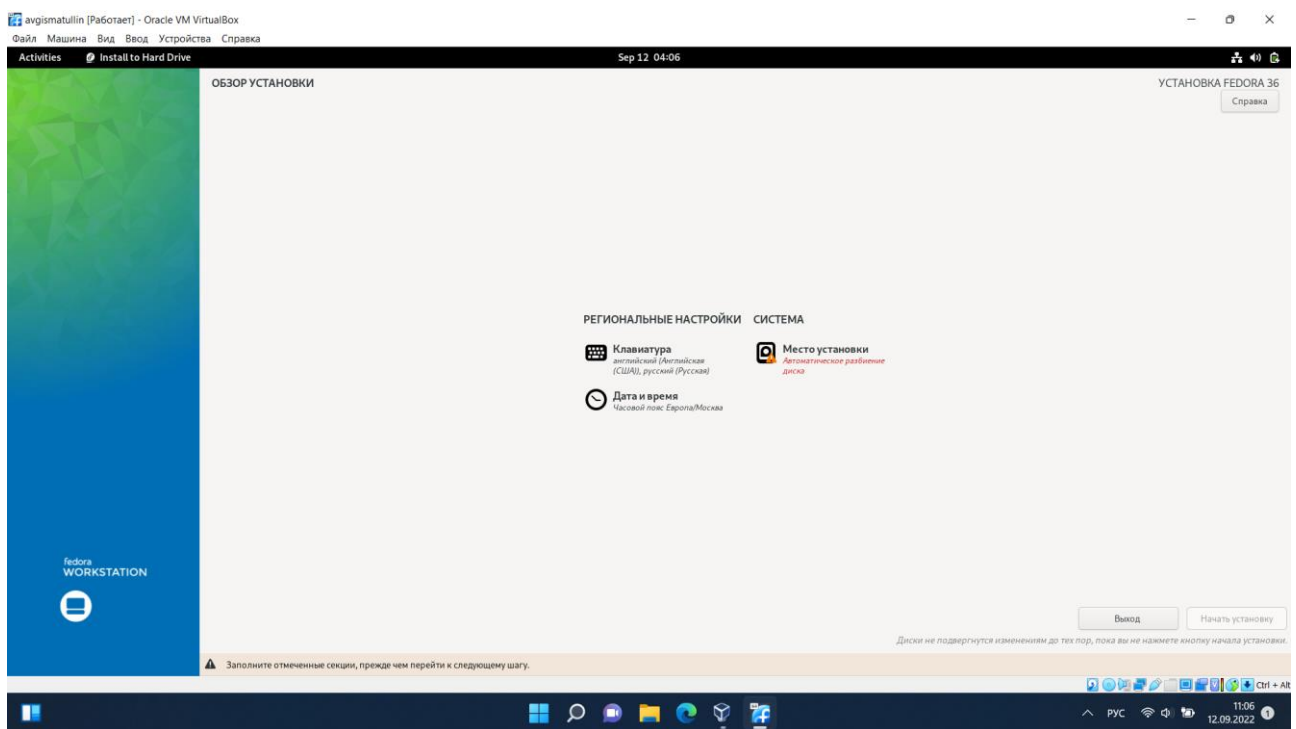 avgismatullin [Работает] - Oracle VM VirtualBox
Файл Машина Вид Ввод Устройства Справка
Activities Install to Hard Drive Sep 12 04:06
ОБЗОР УСТАНОВКИ УСТАНОВКА FEDORA 36
Справка
РЕГИОНАЛЬНЫЕ НАСТРОЙКИ СИСТЕМА
Клавиатура
английский (Английская
(США)), русский (Русская)
Место установки
Автоматическое разбиение
диска
Дата и время
Часовой пояс Европа/Москва
fedora
WORKSTATION
Выход Начать установку
Диски не подвергнутся изменениям до тех пор, пока вы не нажмете кнопку начала установки.
Заполните отмеченные секции, прежде чем перейти к следующему шагу.
Ctrl + Alt
РУС 11:06
12.09.2022 1